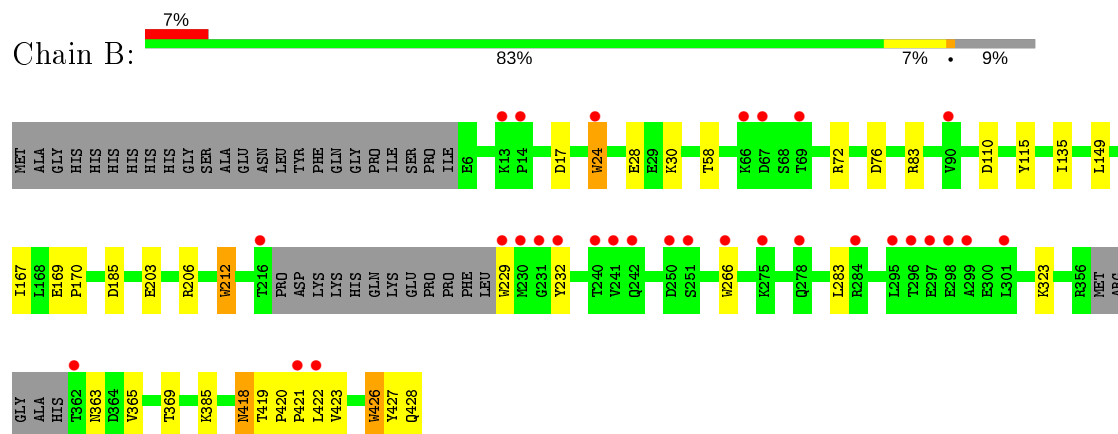 7%
Chain B:
83% 7% • 9%
MET ALA GLY HIS HIS HIS HIS HIS HIS GLY SER ALA GLU ASN LEU TYR PHE GLN GLY PRO ILE SER PRO ILE E6 K13 P14 D17 W24 E28 E29 K30 T58 K66 D67 S68 T69 R72 D76 R83 V90 D110 Y115 I135 L149
I167 L168 E169 P170 D185 E203 R206 W212 T216 PRO ASP LYS LYS HIS GLN LYS GLU PRO PRO PHE LEU W229 M230 G231 Y232 T240 V241 Q242 D250 S251 W266 K275 Q278 L283 R284 L295 T296 E297 E298 A299 E300 L301 K323 R356 MET ARG
GLY ALA HIS T362 N363 D364 V365 T369 K385 N418 T419 P420 P421 L422 V423 W426 Y427 Q428